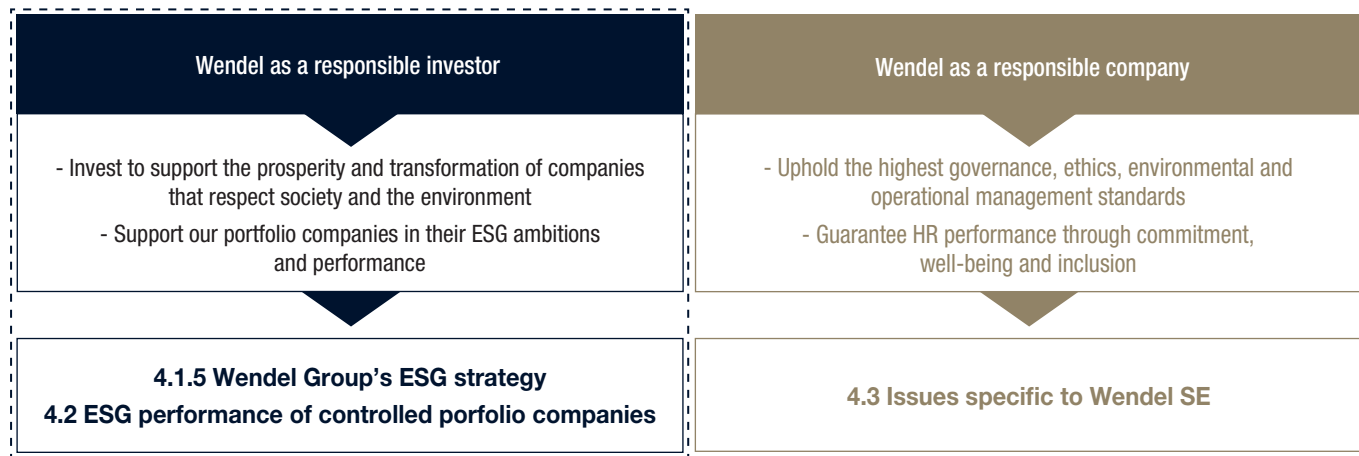 Wendel as a responsible investor
- Invest to support the prosperity and transformation of companies
that respect society and the environment
- Support our portfolio companies in their ESG ambitions
and performance
4.1.5 Wendel Group's ESG strategy
4.2 ESG performance of controlled porfolio companies
Wendel as a responsible company
- Uphold the highest governance, ethics, environmental and
operational management standards
- Guarantee HR performance through commitment,
well-being and inclusion
4.3 Issues specific to Wendel SE